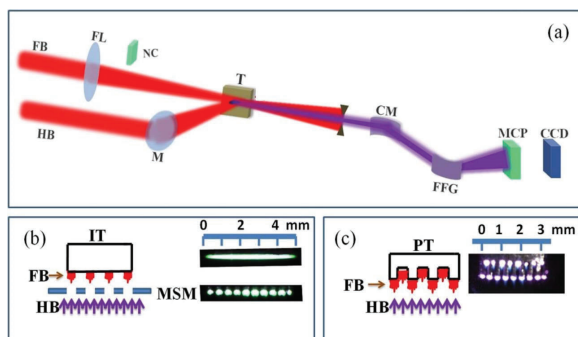 (a)
FB
FL
NC
HB
M
T
CM
FFG
MCP
CCD
(b)
IT
FB
HB
MSM
0 2 4 mm
(c)
PT
FB
HB
0 1 2 3 mm